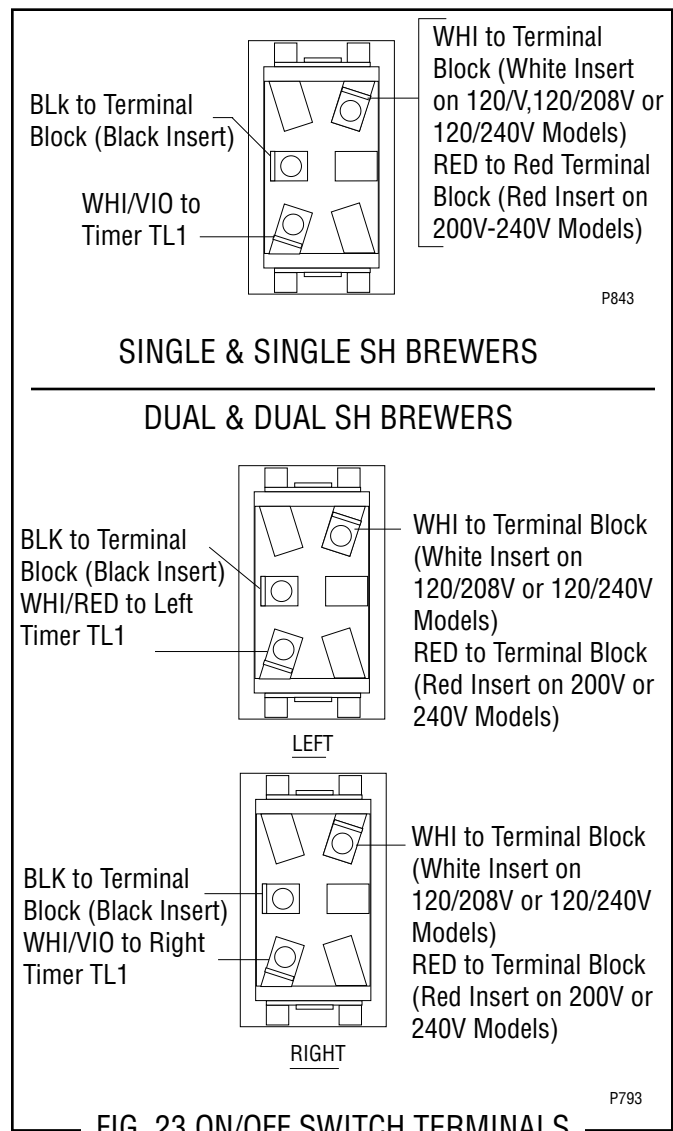 BLk to Terminal
Block (Black Insert)
WHI/VIO to
Timer TL1
WHI to Terminal
Block (White Insert
on 120/V,120/208V or
120/240V Models)
RED to Red Terminal
Block (Red Insert on
200V-240V Models)
P843
SINGLE & SINGLE SH BREWERS
DUAL & DUAL SH BREWERS
BLK to Terminal
Block (Black Insert)
WHI/RED to Left
Timer TL1
WHI to Terminal Block
(White Insert on
120/208V or 120/240V
Models)
RED to Terminal Block
(Red Insert on 200V or
240V Models)
LEFT
BLK to Terminal
Block (Black Insert)
WHI/VIO to Right
Timer TL1
WHI to Terminal Block
(White Insert on
120/208V or 120/240V
Models)
RED to Terminal Block
(Red Insert on 200V or
240V Models)
RIGHT
P793
FIG. 23 ON/OFF SWITCH TERMINALS